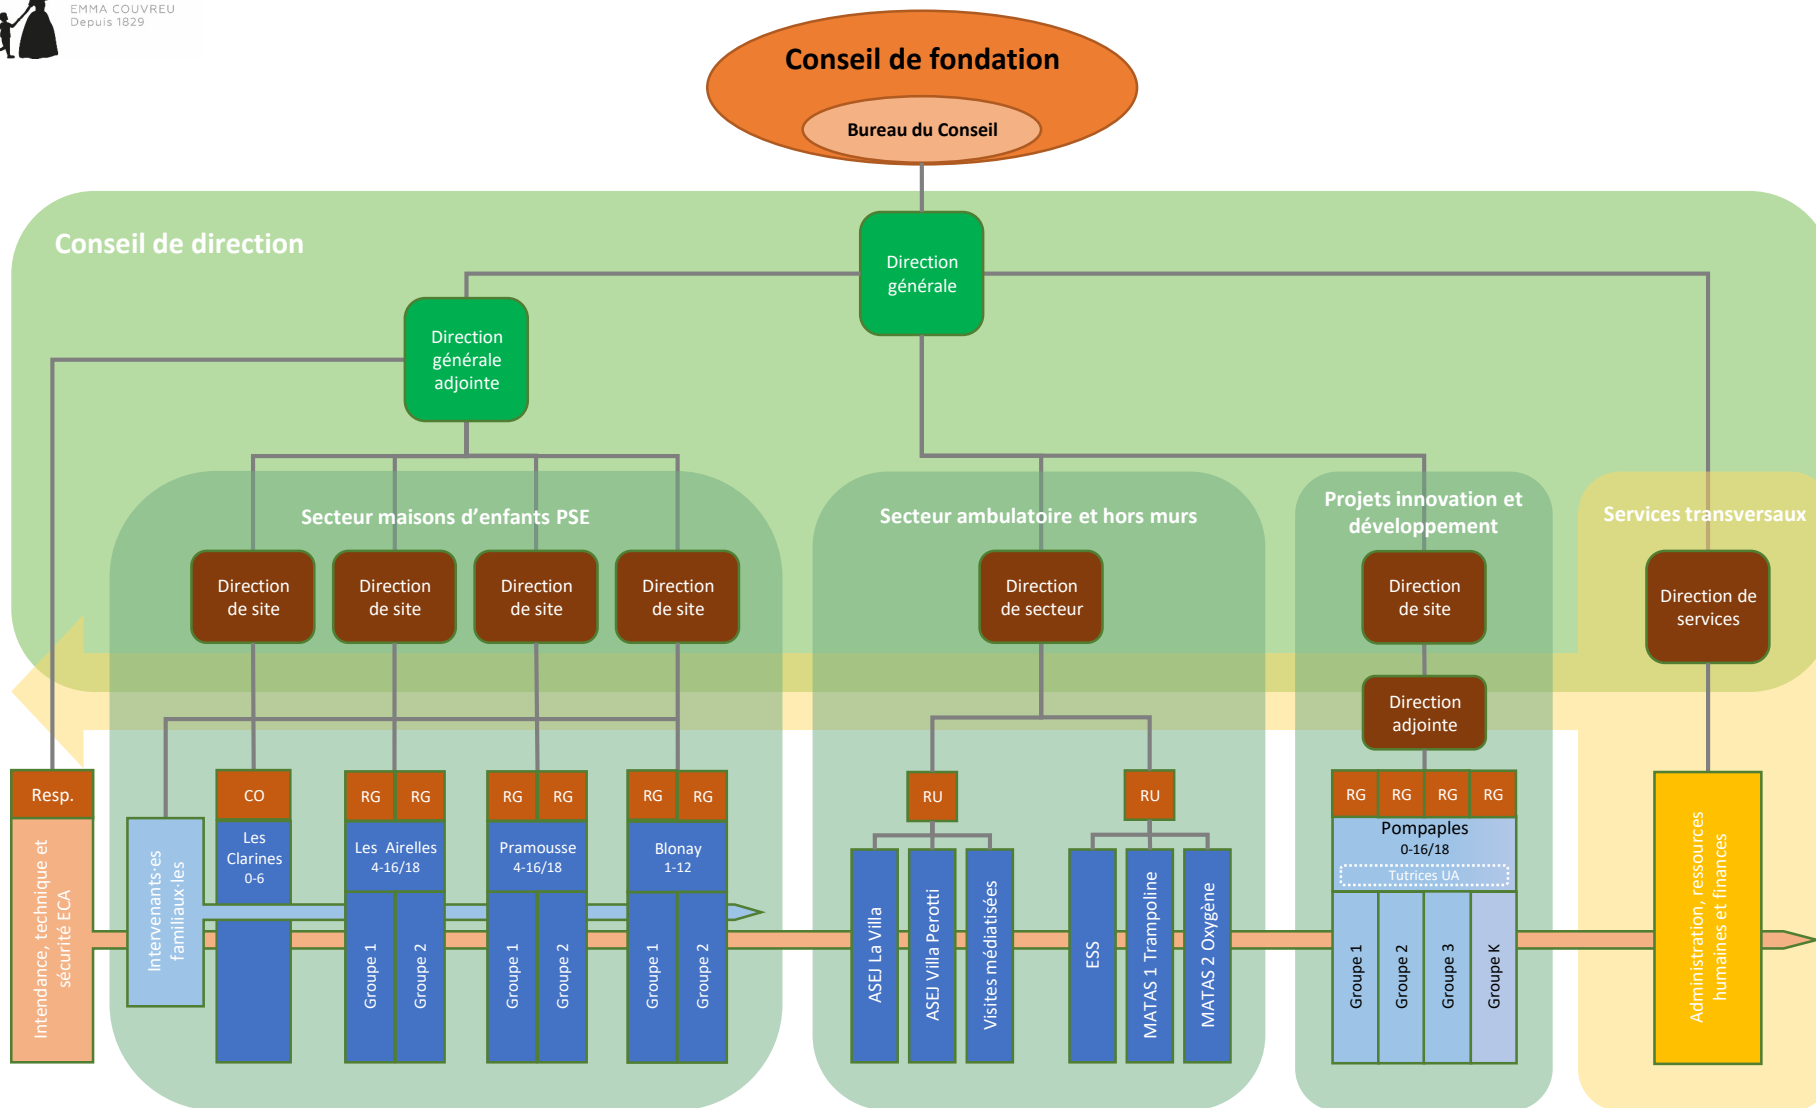 EMMA COUVREU
Depuis 1829
Conseil de fondation
Bureau du Conseil
Conseil de direction
Direction
générale
Direction
générale
adjointe
Secteur maisons d'enfants PSE
Secteur ambulatoire et hors murs
Projets innovation et
développement
Services transversaux
Direction
de site
Direction
de site
Direction
de site
Direction
de site
Direction
de secteur
Direction
de site
Direction de
services
Direction
adjointe
Resp.
CO
RG
RG
RG
RG
RG
RG
RU
RU
RG
RG
RG
RG
Intendance, technique et
sécurité ECA
Intervenants·es
familiaux·les
Les
Clarines
0-6
Les Airelles
4-16/18
Pramousse
4-16/18
Blonay
1-12
Groupe 1
Groupe 2
Groupe 1
Groupe 2
Groupe 1
Groupe 2
ASEJ La Villa
ASEJ Villa Perotti
Visites médiatisées
ESS
MATAS 1 Trampoline
MATAS 2 Oxygène
Pompaples
0-16/18
Tutrices UA
Groupe 1
Groupe 2
Groupe 3
Groupe K
Administration, ressources
humaines et finances